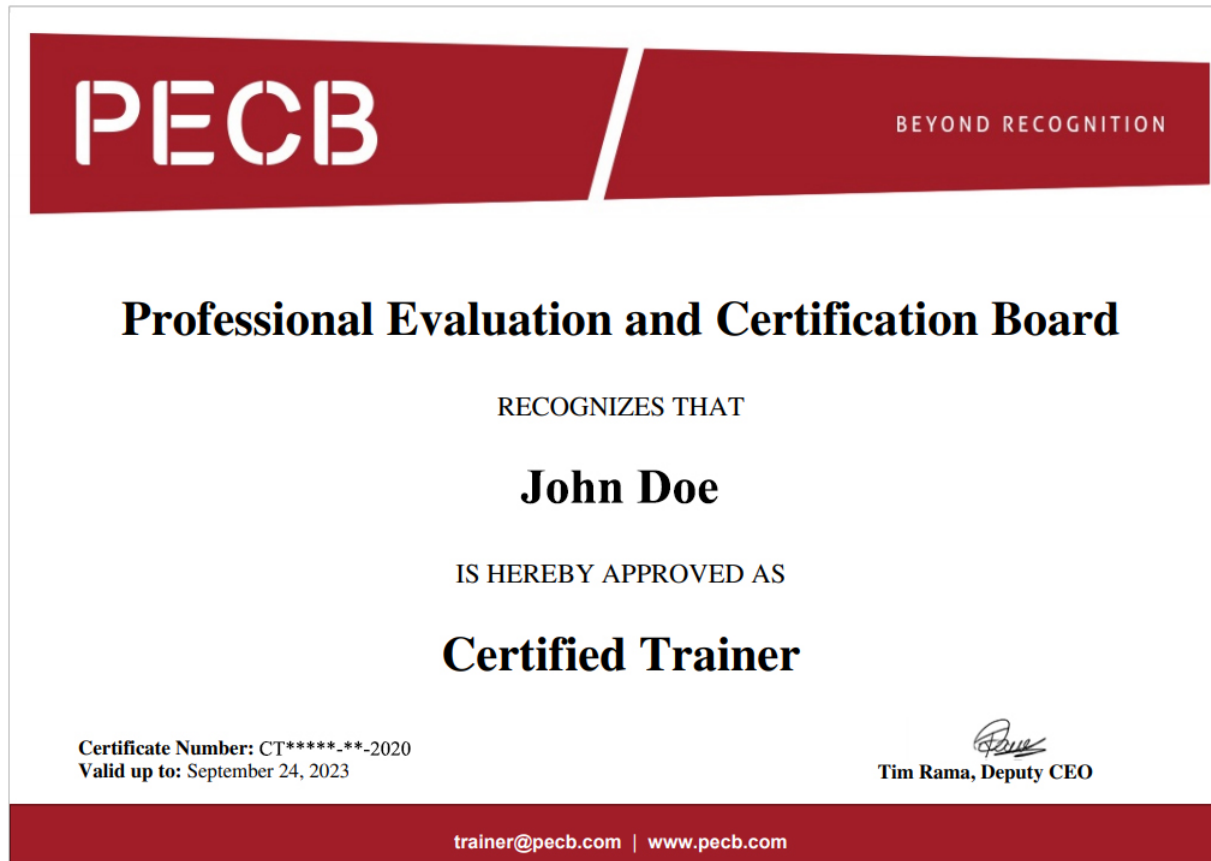 PECB
BEYOND RECOGNITION
Professional Evaluation and Certification Board
RECOGNIZES THAT
John Doe
IS HEREBY APPROVED AS
Certified Trainer
Certificate Number: CT*****-**-2020
Valid up to: September 24, 2023
Tim Rama, Deputy CEO
trainer@pecb.com | www.pecb.com